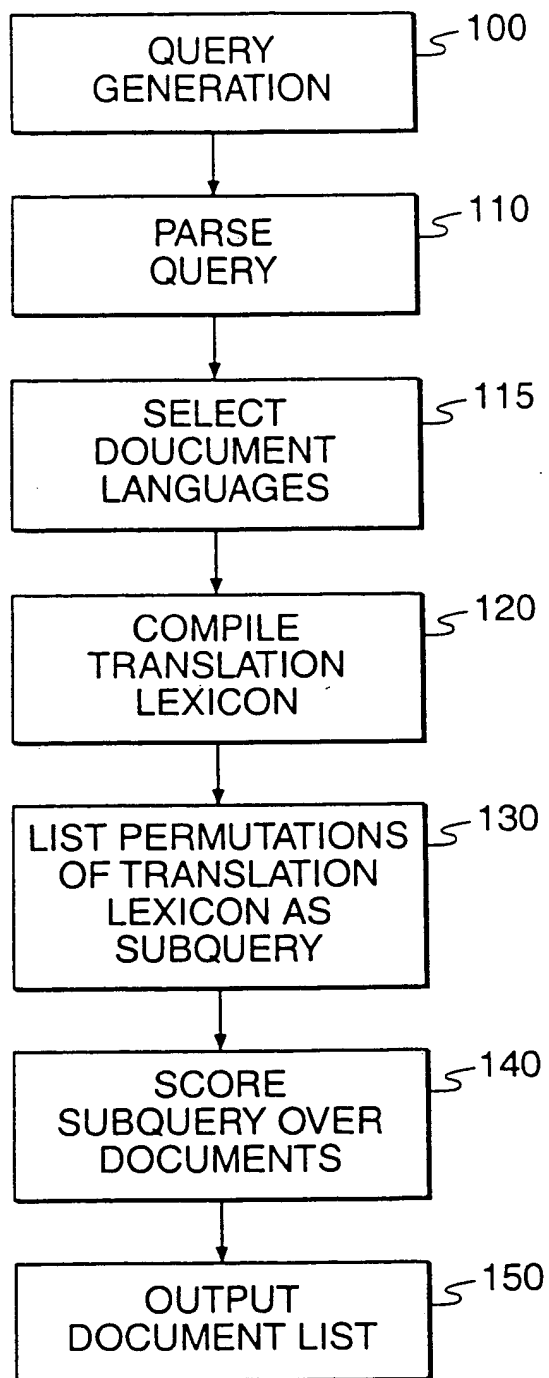 QUERY
GENERATION
100
PARSE
QUERY
110
SELECT
DOUCUMENT
LANGUAGES
115
COMPILE
TRANSLATION
LEXICON
120
LIST PERMUTATIONS
OF TRANSLATION
LEXICON AS
SUBQUERY
130
SCORE
SUBQUERY OVER
DOCUMENTS
140
OUTPUT
DOCUMENT LIST
150